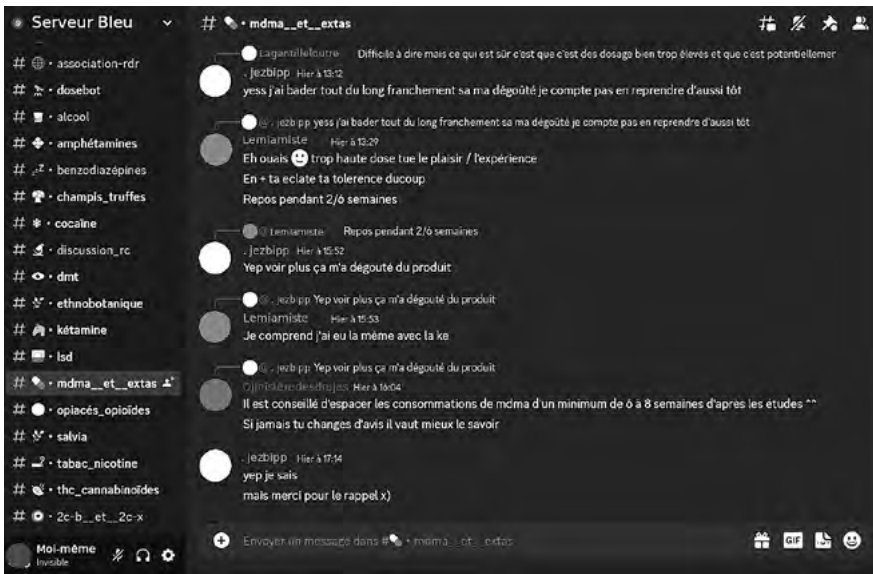 Serveur Bleu
# • association-rdr
# • dosebot
# • alcool
# • amphétamines
# • benzodiazépines
# • champis_truffes
# • cocaïne
# • discussion_rc
# • dmt
# • ethnobotanique
# • kétamine
# • lsd
# • mdma__et__extas
# • opiacés_opioïdes
# • salvia
# • tabac_nicotine
# • thc_cannabinoïdes
# • 2c-b__et__2c-x
Moi-même
Invisible
# • mdma__et__extas
Difficile à dire mais ce qui est sûr c'est que c'est des dosage bien trop élevés et que c'est potentiellemer
. jezbipp Hier à 13:12
yess j'ai bader tout du long franchement sa ma dégoûté je compte pas en reprendre d'aussi tôt
@ . jezbipp yess j'ai bader tout du long franchement sa ma dégoûté je compte pas en reprendre d'aussi tôt
Lemiamiste Hier à 13:29
Eh ouais trop haute dose tue le plaisir / l'expérience
En + ta eclate ta tolerence ducoup
Repos pendant 2/6 semaines
@ Lemiamiste Repos pendant 2/6 semaines
. jezbipp Hier à 15:52
Yep voir plus ça m'a dégouté du produit
@ . jezbipp Yep voir plus ça m'a dégouté du produit
Lemiamiste Hier à 15:53
Je comprend j'ai eu la même avec la ke
@ . jezbipp Yep voir plus ça m'a dégouté du produit
Hier à 16:04
Il est conseillé d'espacer les consommations de mdma d'un minimum de 6 à 8 semaines d'après les études ^^
Si jamais tu changes d'avis il vaut mieux le savoir
. jezbipp Hier à 17:14
yep je sais
mais merci pour le rappel x)
Envoyer un message dans # • mdma__et__extas
GIF